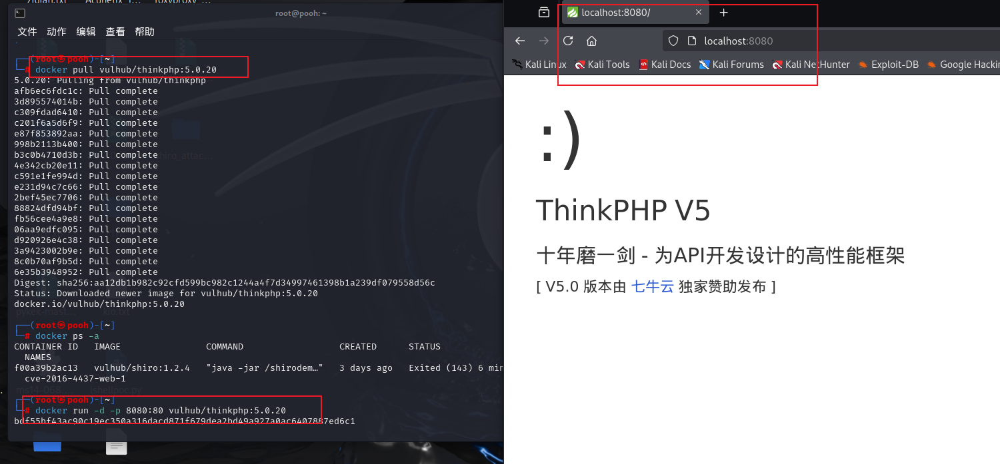 root@pooh: ~
文件 动作 编辑 查看 帮助
┌──(root㉿pooh)-[~]
└─# docker pull vulhub/thinkphp:5.0.20
5.0.20: Pulling from vulhub/thinkphp
afb6ec6fdc1c: Pull complete
3d895574014b: Pull complete
c309fdad6410: Pull complete
c201f6a5d6f9: Pull complete
e87f853892aa: Pull complete
998b2113b400: Pull complete
b3c0b4710d3b: Pull complete
4e342cb20e11: Pull complete
c591e1fe994d: Pull complete
e231d94c7c66: Pull complete
2bef45ec7706: Pull complete
88824dfd94bf: Pull complete
fb56cee4a9e8: Pull complete
06aa9edfc095: Pull complete
d920926e4c38: Pull complete
3a9423002b9e: Pull complete
8c0b70af9b5d: Pull complete
6e35b3948952: Pull complete
Digest: sha256:aa12db1b982c92cfd599bc982c1244a4f7d34997461398b1a239df079558d56c
Status: Downloaded newer image for vulhub/thinkphp:5.0.20
docker.io/vulhub/thinkphp:5.0.20
┌──(root㉿pooh)-[~]
└─# docker ps -a
CONTAINER ID IMAGE COMMAND CREATED STATUS
NAMES
f00a39b2ac13 vulhub/shiro:1.2.4 "java -jar /shirodem…" 3 days ago Exited (143) 6 min
cve-2016-4437-web-1
┌──(root㉿pooh)-[~]
└─# docker run -d -p 8080:80 vulhub/thinkphp:5.0.20
bdf55bf43ac90c19ec350a316dacd871f679dea2bd49a927a0ac6407887ed6c1
localhost:8080/
localhost:8080
Kali Linux Kali Tools Kali Docs Kali Forums Kali NetHunter Exploit-DB Google Hackin
:)
ThinkPHP V5
十年磨一剑 - 为API开发设计的高性能框架
[ V5.0 版本由 七牛云 独家赞助发布 ]